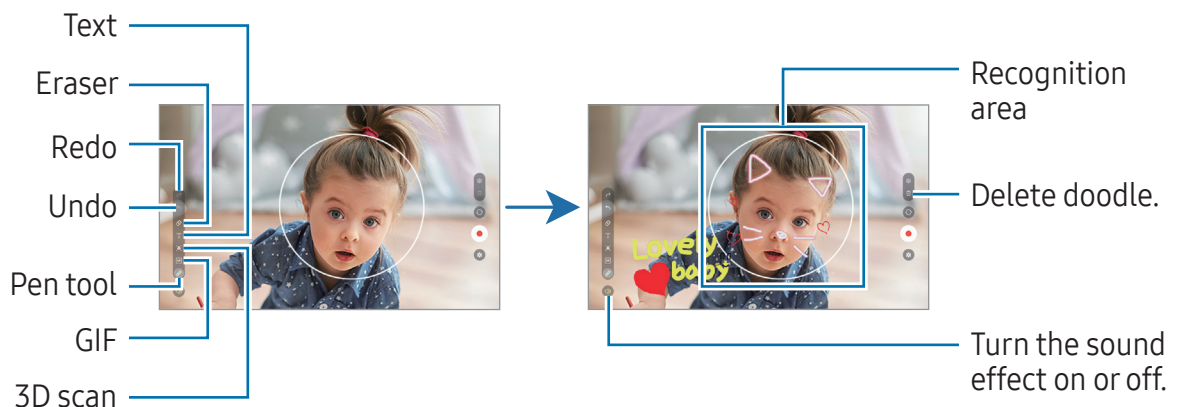 Text
Eraser
Redo
Undo
Pen tool
GIF
3D scan
Lovely
baby
Recognition
area
Delete doodle.
Turn the sound
effect on or off.